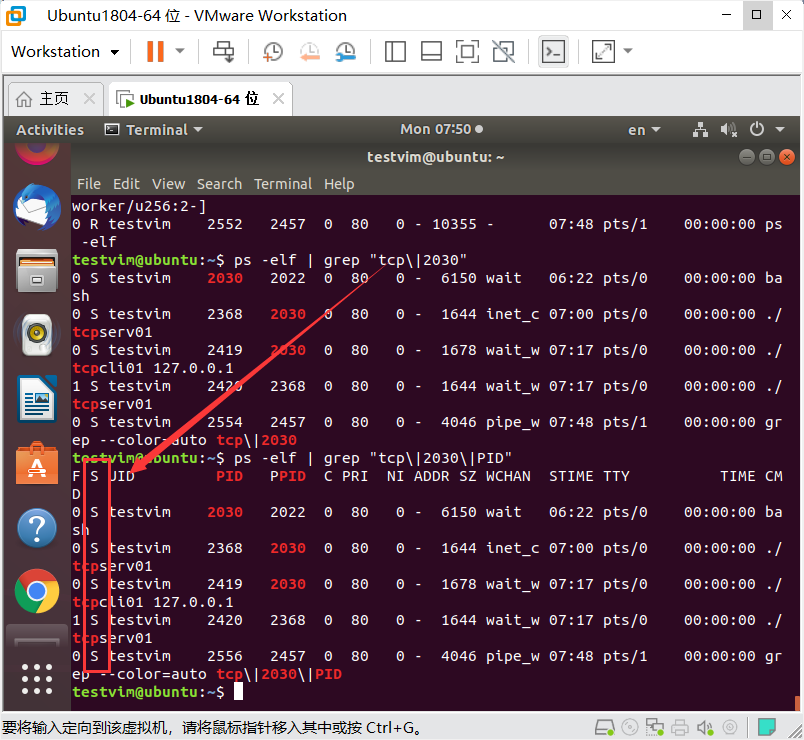 Ubuntu1804-64 位 - VMware Workstation
Workstation
主页
Ubuntu1804-64 位
Activities Terminal Mon 07:50 en
testvim@ubuntu: ~
File Edit View Search Terminal Help
worker/u256:2-]
0 R testvim    2552   2457  0  80   0 - 10355 -      07:48 pts/1    00:00:00 ps
 -elf
testvim@ubuntu:~$ ps -elf | grep "tcp\|2030"
0 S testvim    2030   2022  0  80   0 -  6150 wait   06:22 pts/0    00:00:00 ba
sh
0 S testvim    2368   2030  0  80   0 -  1644 inet_c 07:00 pts/0    00:00:00 ./
tcpserv01
0 S testvim    2419   2030  0  80   0 -  1678 wait_w 07:17 pts/0    00:00:00 ./
tcpcli01 127.0.0.1
1 S testvim    2420   2368  0  80   0 -  1644 wait_w 07:17 pts/0    00:00:00 ./
tcpserv01
0 S testvim    2554   2457  0  80   0 -  4046 pipe_w 07:48 pts/1    00:00:00 gr
ep --color=auto tcp\|2030
testvim@ubuntu:~$ ps -elf | grep "tcp\|2030\|PID"
F S UID         PID   PPID  C PRI  NI ADDR SZ WCHAN  STIME TTY          TIME CM
D
0 S testvim    2030   2022  0  80   0 -  6150 wait   06:22 pts/0    00:00:00 ba
sh
0 S testvim    2368   2030  0  80   0 -  1644 inet_c 07:00 pts/0    00:00:00 ./
tcpserv01
0 S testvim    2419   2030  0  80   0 -  1678 wait_w 07:17 pts/0    00:00:00 ./
tcpcli01 127.0.0.1
1 S testvim    2420   2368  0  80   0 -  1644 wait_w 07:17 pts/0    00:00:00 ./
tcpserv01
0 S testvim    2556   2457  0  80   0 -  4046 pipe_w 07:48 pts/1    00:00:00 gr
ep --color=auto tcp\|2030\|PID
testvim@ubuntu:~$
要将输入定向到该虚拟机，请将鼠标指针移入其中或按 Ctrl+G。